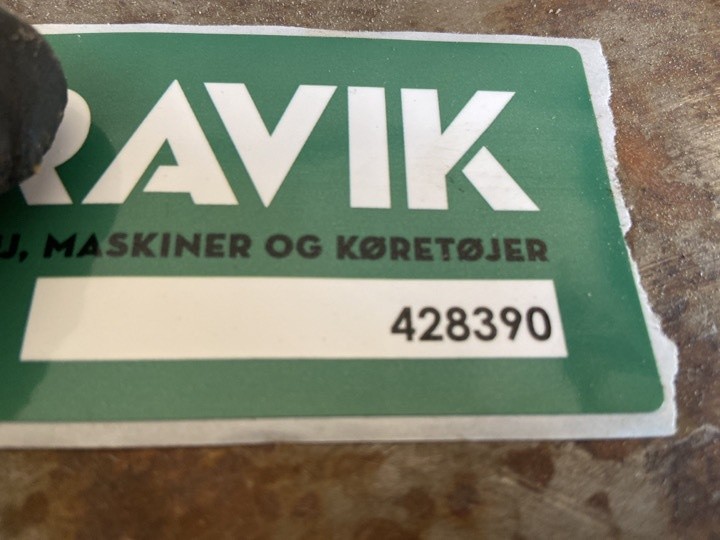 RAVIK
J, MASKINER OG KØRETØJER
428390